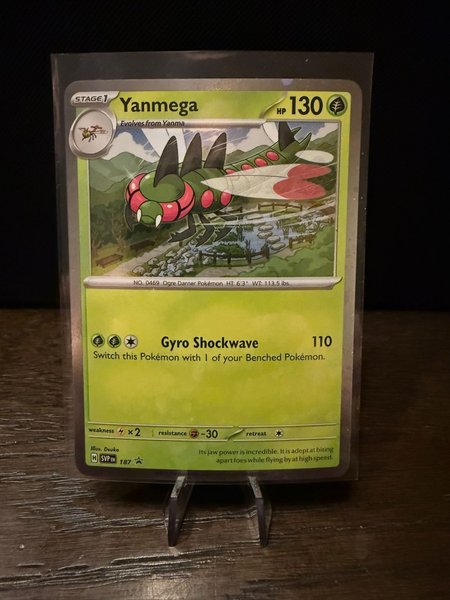 STAGE 1 Yanmega HP 130
Evolves from Yanma
NO. 0469 Ogre Darner Pokémon HT: 6'3" WT: 113.5 lbs.
Gyro Shockwave 110
Switch this Pokémon with 1 of your Benched Pokémon.
weakness ×2 resistance -30 retreat
Illus. Dsuke
H SVP EN 187
Its jaw power is incredible. It is adept at biting
apart foes while flying by at high speed.